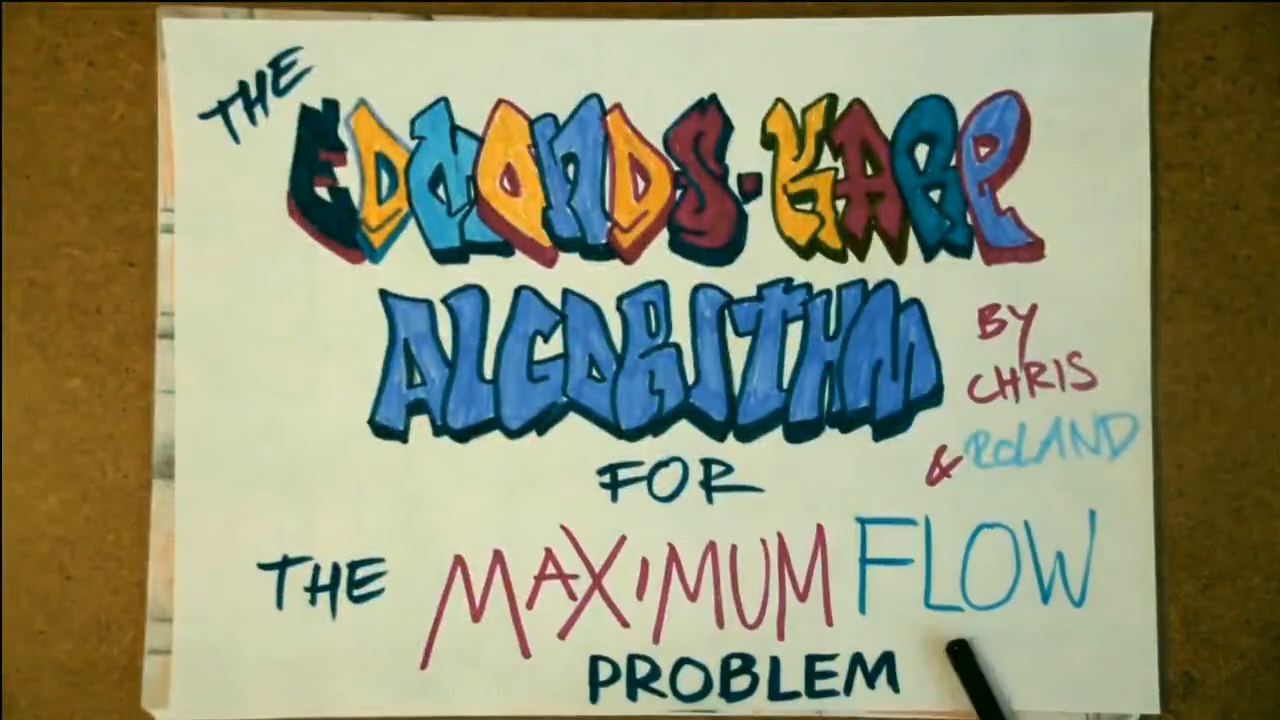 THE
EDMONDS-KARP
ALGORITHM
BY
CHRIS
& ROLAND
FOR
THE MAXIMUM FLOW
PROBLEM